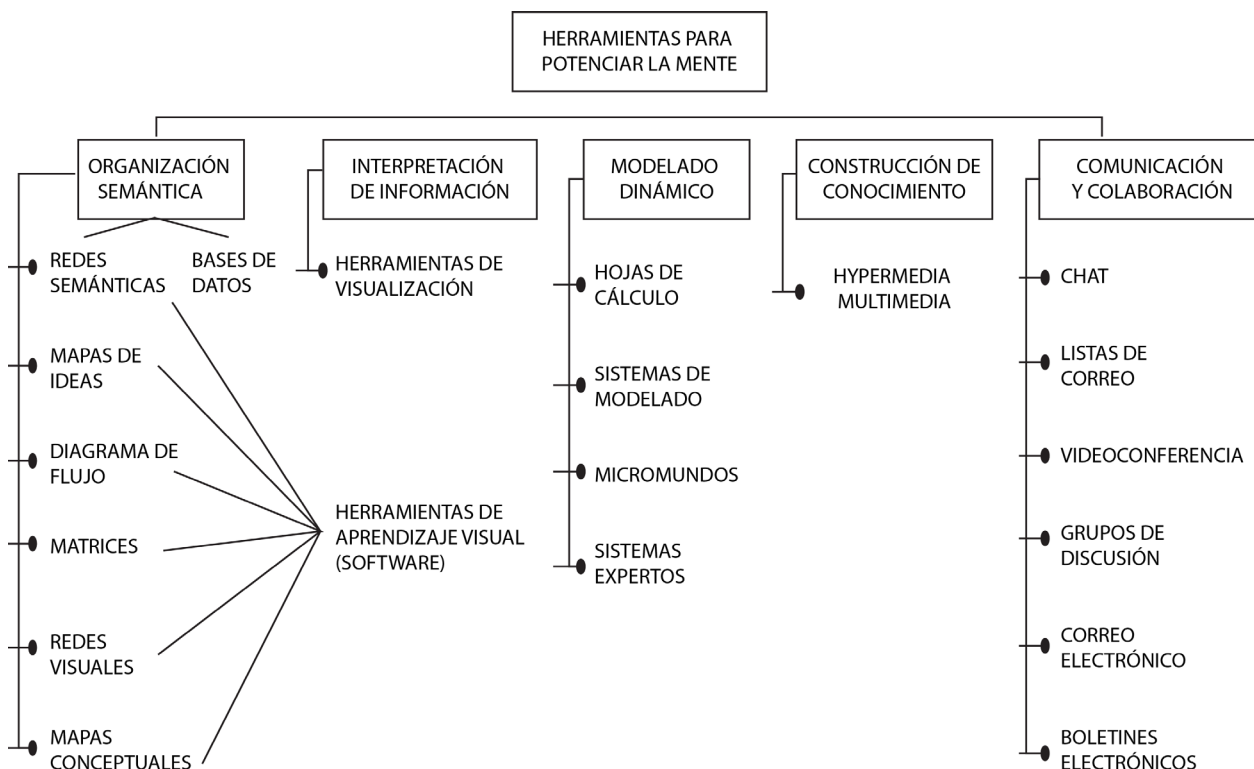 HERRAMIENTAS PARA
POTENCIAR LA MENTE
ORGANIZACIÓN
SEMÁNTICA
INTERPRETACIÓN
DE INFORMACIÓN
MODELADO
DINÁMICO
CONSTRUCCIÓN DE
CONOCIMIENTO
COMUNICACIÓN
Y COLABORACIÓN
REDES
SEMÁNTICAS
BASES DE
DATOS
MAPAS DE
IDEAS
DIAGRAMA DE
FLUJO
MATRICES
REDES
VISUALES
MAPAS
CONCEPTUALES
HERRAMIENTAS DE
VISUALIZACIÓN
HERRAMIENTAS DE
APRENDIZAJE VISUAL
(SOFTWARE)
HOJAS DE
CÁLCULO
SISTEMAS DE
MODELADO
MICROMUNDOS
SISTEMAS
EXPERTOS
HYPERMEDIA
MULTIMEDIA
CHAT
LISTAS DE
CORREO
VIDEOCONFERENCIA
GRUPOS DE
DISCUSIÓN
CORREO
ELECTRÓNICO
BOLETINES
ELECTRÓNICOS